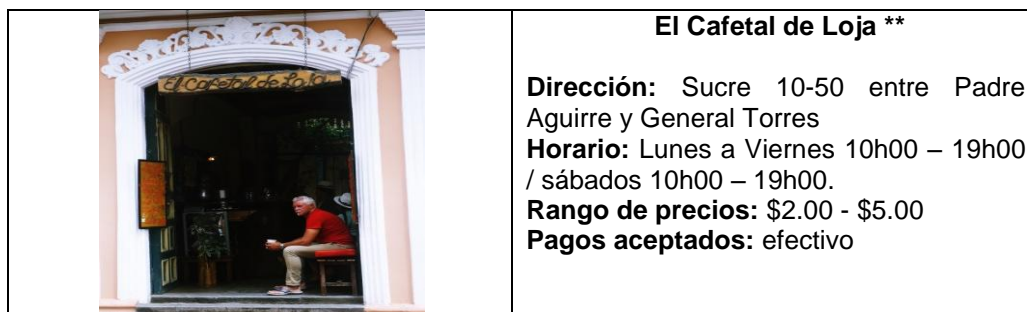 El Cafetal de Loja
El Cafetal de Loja **
Dirección: Sucre 10-50 entre Padre
Aguirre y General Torres
Horario: Lunes a Viernes 10h00 – 19h00
/ sábados 10h00 – 19h00.
Rango de precios: $2.00 - $5.00
Pagos aceptados: efectivo